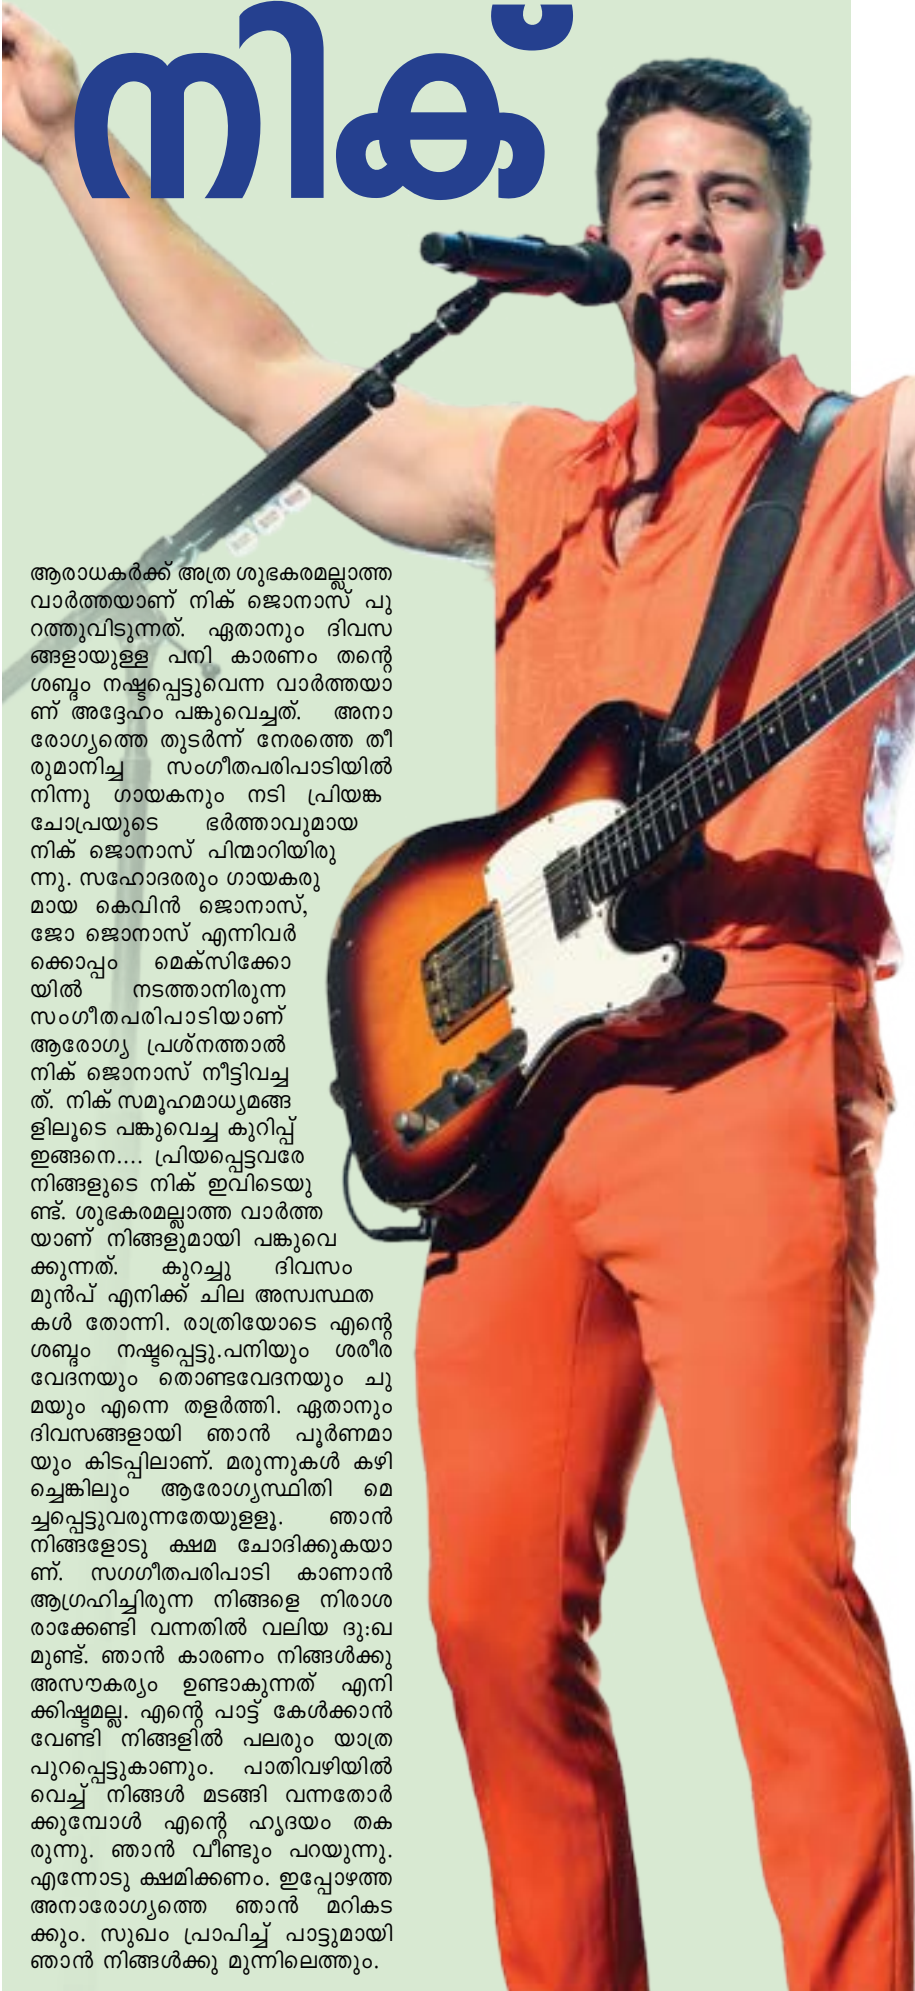 നിക്
ആരാധകർക്ക് അത്ര ശുഭകരമല്ലാത്ത
വാർത്തയാണ് നിക് ജൊനാസ് പു
റത്തുവിടുന്നത്. ഏതാനും ദിവസ
ങ്ങളായുള്ള പനി കാരണം തന്റെ
ശബ്ദം നഷ്ടപ്പെട്ടുവെന്ന വാർത്തയാ
ണ് അദ്ദേഹം പങ്കുവെച്ചത്. അനാ
രോഗ്യത്തെ തുടർന്ന് നേരത്തെ തീ
രുമാനിച്ച സംഗീതപരിപാടിയിൽ
നിന്നു ഗായകനും നടി പ്രിയങ്ക
ചോപ്രയുടെ ഭർത്താവുമായ
നിക് ജൊനാസ് പിന്മാറിയിരു
ന്നു. സഹോദരരും ഗായകരു
മായ കെവിൻ ജൊനാസ്,
ജോ ജൊനാസ് എന്നിവർ
ക്കൊപ്പം മെക്സിക്കോ
യിൽ നടത്താനിരുന്ന
സംഗീതപരിപാടിയാണ്
ആരോഗ്യ പ്രശ്നത്താൽ
നിക് ജൊനാസ് നീട്ടിവച്ച
ത്. നിക് സമൂഹമാധ്യമങ്ങ
ളിലൂടെ പങ്കുവെച്ച കുറിപ്പ്
ഇങ്ങനെ.... പ്രിയപ്പെട്ടവരേ
നിങ്ങളുടെ നിക് ഇവിടെയു
ണ്ട്. ശുഭകരമല്ലാത്ത വാർത്ത
യാണ് നിങ്ങളുമായി പങ്കുവെ
ക്കുന്നത്. കുറച്ചു ദിവസം
മുൻപ് എനിക്ക് ചില അസ്വസ്ഥത
കൾ തോന്നി. രാത്രിയോടെ എന്റെ
ശബ്ദം നഷ്ടപ്പെട്ടു.പനിയും ശരീര
വേദനയും തൊണ്ടവേദനയും ചു
മയും എന്നെ തളർത്തി. ഏതാനും
ദിവസങ്ങളായി ഞാൻ പൂർണമാ
യും കിടപ്പിലാണ്. മരുന്നുകൾ കഴി
ച്ചെങ്കിലും ആരോഗ്യസ്ഥിതി മെ
ച്ചപ്പെട്ടുവരുന്നതേയുളളൂ. ഞാൻ
നിങ്ങളോടു ക്ഷമ ചോദിക്കുകയാ
ണ്. സഗഗീതപരിപാടി കാണാൻ
ആഗ്രഹിച്ചിരുന്ന നിങ്ങളെ നിരാശ
രാക്കേണ്ടി വന്നതിൽ വലിയ ദു:ഖ
മുണ്ട്. ഞാൻ കാരണം നിങ്ങൾക്കു
അസൗകര്യം ഉണ്ടാകുന്നത് എനി
ക്കിഷ്ടമല്ല. എന്റെ പാട്ട് കേൾക്കാൻ
വേണ്ടി നിങ്ങളിൽ പലരും യാത്ര
പുറപ്പെട്ടുകാണും. പാതിവഴിയിൽ
വെച്ച് നിങ്ങൾ മടങ്ങി വന്നതോർ
ക്കുമ്പോൾ എന്റെ ഹൃദയം തക
രുന്നു. ഞാൻ വീണ്ടും പറയുന്നു.
എന്നോടു ക്ഷമിക്കണം. ഇപ്പോഴത്ത
അനാരോഗ്യത്തെ ഞാൻ മറികട
ക്കും. സുഖം പ്രാപിച്ച് പാട്ടുമായി
ഞാൻ നിങ്ങൾക്കു മുന്നിലെത്തും.